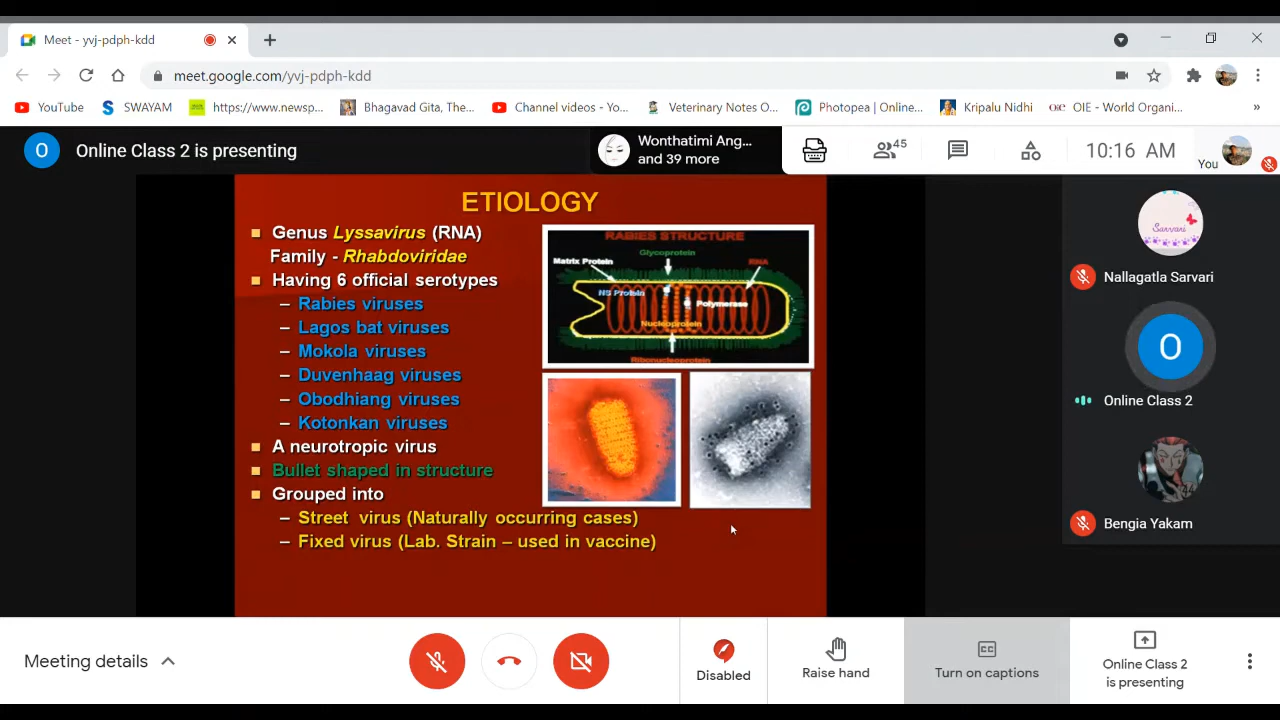 Meet - yvj-pdph-kdd
meet.google.com/yvj-pdph-kdd
YouTube
SWAYAM
https://www.newsp...
Bhagavad Gita, The...
Channel videos - Yo...
Veterinary Notes O...
Photopea | Online...
Kripalu Nidhi
OIE - World Organi...
»
O
Online Class 2 is presenting
Wonthatimi Ang...
and 39 more
45
10:16 AM
You
ETIOLOGY
Genus Lyssavirus (RNA)
Family - Rhabdoviridae
Having 6 official serotypes
– Rabies viruses
– Lagos bat viruses
– Mokola viruses
– Duvenhaag viruses
– Obodhiang viruses
– Kotonkan viruses
A neurotropic virus
Bullet shaped in structure
Grouped into
– Street virus (Naturally occurring cases)
– Fixed virus (Lab. Strain – used in vaccine)
RABIES STRUCTURE
Glycoprotein
Matrix Protein
RNA
NS Protein
Polymerase
Nucleoprotein
Ribonucleoprotein
Sarvari
Nallagatla Sarvari
O
Online Class 2
Bengia Yakam
Meeting details
Disabled
Raise hand
CC
Turn on captions
Online Class 2
is presenting